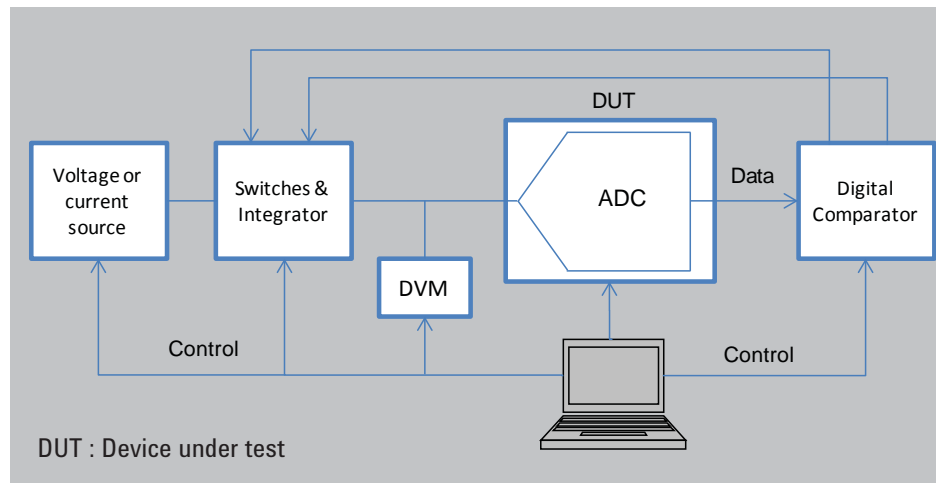 DUT
Voltage or
current
source
Switches &
Integrator
ADC
Data
Digital
Comparator
DVM
Control
Control
DUT : Device under test